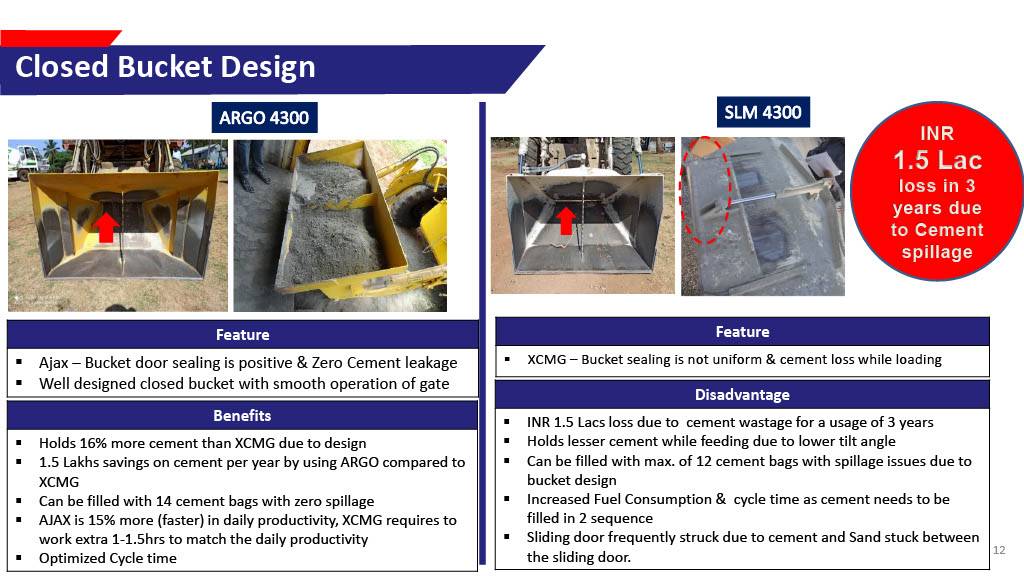 Closed Bucket Design
ARGO 4300
SLM 4300
INR
1.5 Lac
loss in 3
years due
to Cement
spillage
Feature
▪ Ajax – Bucket door sealing is positive & Zero Cement leakage
▪ Well designed closed bucket with smooth operation of gate
Benefits
▪ Holds 16% more cement than XCMG due to design
▪ 1.5 Lakhs savings on cement per year by using ARGO compared to
XCMG
▪ Can be filled with 14 cement bags with zero spillage
▪ AJAX is 15% more (faster) in daily productivity, XCMG requires to
work extra 1-1.5hrs to match the daily productivity
▪ Optimized Cycle time
Feature
▪ XCMG – Bucket sealing is not uniform & cement loss while loading
Disadvantage
▪ INR 1.5 Lacs loss due to cement wastage for a usage of 3 years
▪ Holds lesser cement while feeding due to lower tilt angle
▪ Can be filled with max. of 12 cement bags with spillage issues due to
bucket design
▪ Increased Fuel Consumption & cycle time as cement needs to be
filled in 2 sequence
▪ Sliding door frequently struck due to cement and Sand stuck between
the sliding door.
12